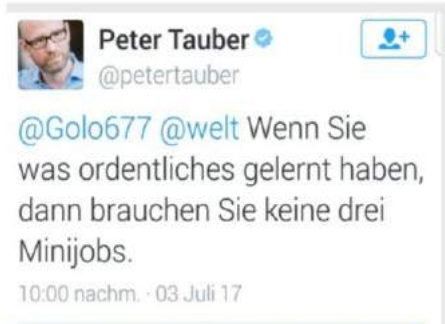 Peter Tauber
@petertauber
@Golo677 @welt Wenn Sie
was ordentliches gelernt haben,
dann brauchen Sie keine drei
Minijobs.
10:00 nachm. · 03 Juli 17